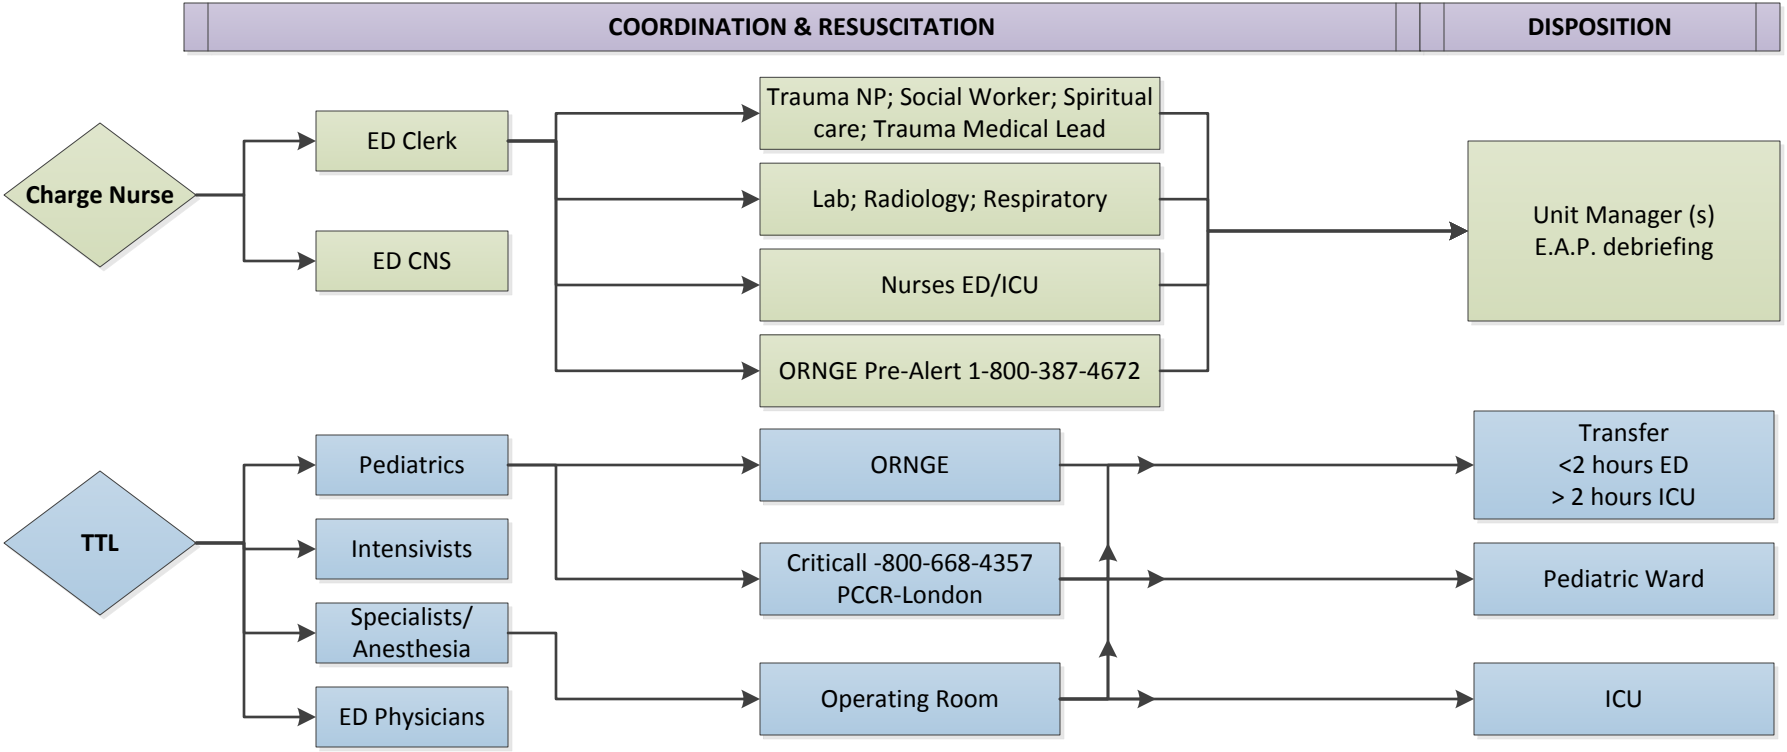 COORDINATION & RESUSCITATION
DISPOSITION
Charge Nurse
ED Clerk
ED CNS
Trauma NP; Social Worker; Spiritual
care; Trauma Medical Lead
Lab; Radiology; Respiratory
Nurses ED/ICU
ORNGE Pre-Alert 1-800-387-4672
Unit Manager (s)
E.A.P. debriefing
TTL
Pediatrics
Intensivists
Specialists/
Anesthesia
ED Physicians
ORNGE
Criticall -800-668-4357
PCCR-London
Operating Room
Transfer
<2 hours ED
> 2 hours ICU
Pediatric Ward
ICU